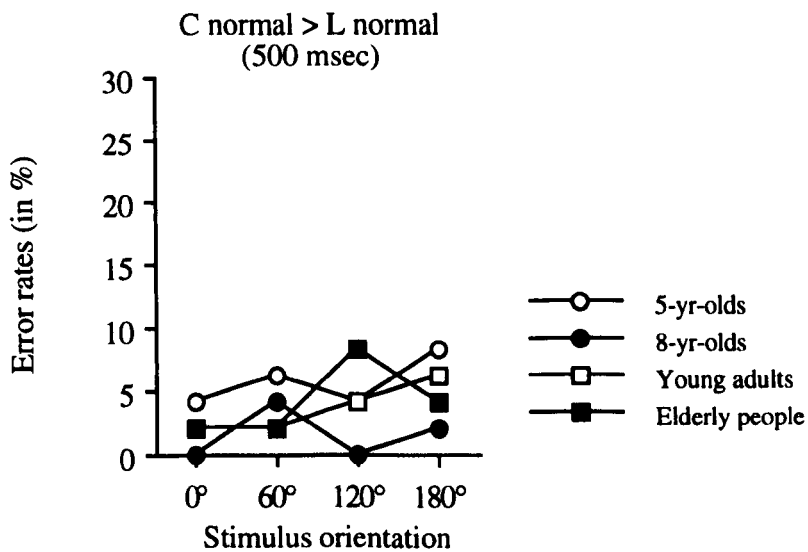 C normal > L normal
(500 msec)
Error rates (in %)
30
25
20
15
10
5
0
0° 60° 120° 180°
Stimulus orientation
5-yr-olds
8-yr-olds
Young adults
Elderly people